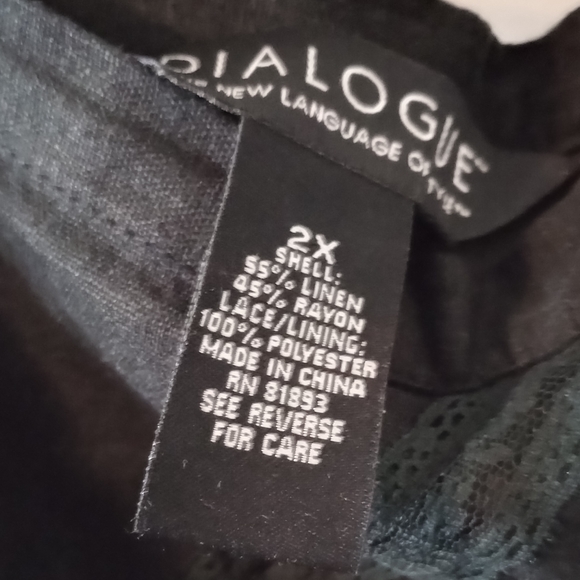 DIALOGUE™
NEW LANGUAGE OF
2X
SHELL:
55% LINEN
45% RAYON
LACE/LINING:
100% POLYESTER
MADE IN CHINA
RN 81893
SEE REVERSE
FOR CARE